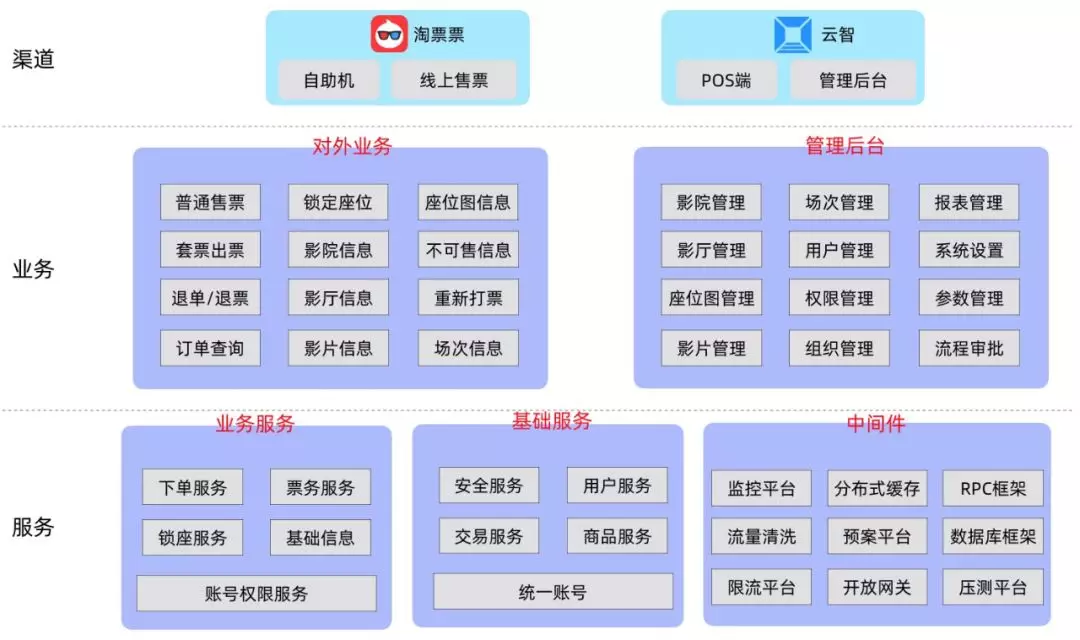 渠道
淘票票
自助机
线上售票
云智
POS端
管理后台
业务
对外业务
普通售票
锁定座位
座位图信息
套票出票
影院信息
不可售信息
退单/退票
影厅信息
重新打票
订单查询
影片信息
场次信息
管理后台
影院管理
场次管理
报表管理
影厅管理
用户管理
系统设置
座位图管理
权限管理
参数管理
影片管理
组织管理
流程审批
服务
业务服务
下单服务
票务服务
锁座服务
基础信息
账号权限服务
基础服务
安全服务
用户服务
交易服务
商品服务
统一账号
中间件
监控平台
分布式缓存
RPC框架
流量清洗
预案平台
数据库框架
限流平台
开放网关
压测平台